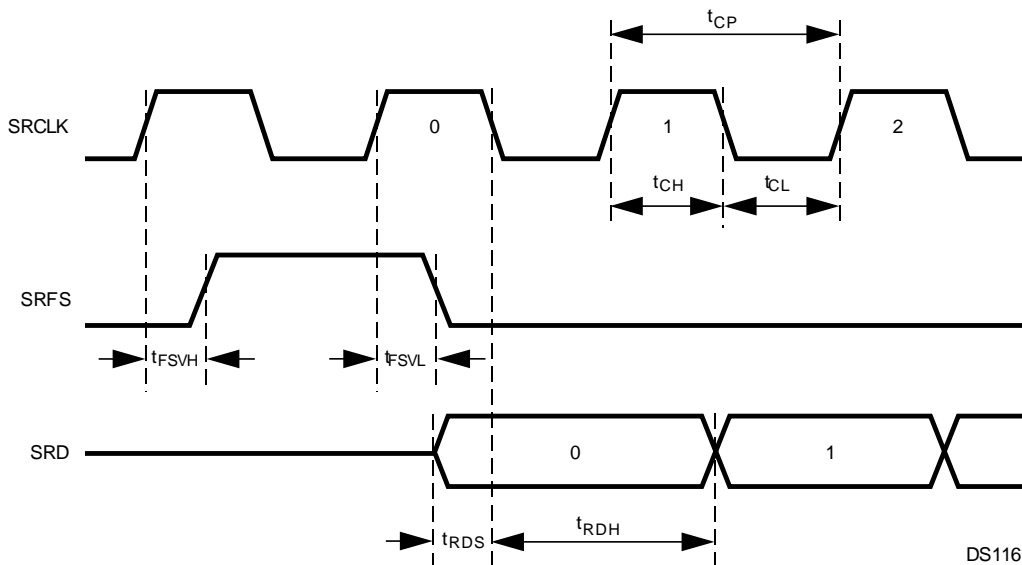 tCP
SRCLK
0
1
2
tCH
tCL
SRFS
tFSVH
tFSVL
SRD
0
1
tRDS
tRDH
DS116